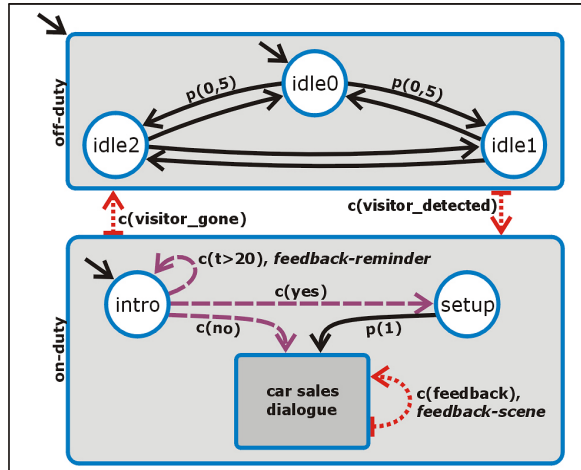 off-duty
idle0
p(0,5)
p(0,5)
idle2
idle1
c(visitor_gone)
c(visitor_detected)
on-duty
c(t>20), feedback-reminder
intro
c(yes)
setup
c(no)
p(1)
car sales
dialogue
c(feedback),
feedback-scene